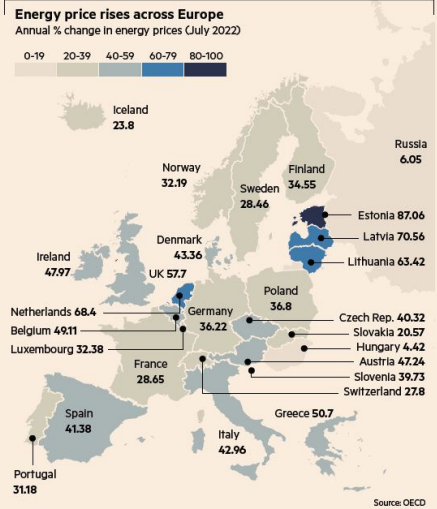 Energy price rises across Europe
Annual % change in energy prices (July 2022)
0-19 20-39 40-59 60-79 80-100
Iceland
23.8
Russia
6.05
Norway
32.19
Finland
34.55
Sweden
28.46
Estonia 87.06
Latvia 70.56
Lithuania 63.42
Denmark
43.36
Ireland
47.97
UK 57.7
Poland
36.8
Netherlands 68.4
Germany
36.22
Belgium 49.11
Luxembourg 32.38
Czech Rep. 40.32
Slovakia 20.57
Hungary 4.42
Austria 47.24
Slovenia 39.73
Switzerland 27.8
France
28.65
Spain
41.38
Greece 50.7
Italy
42.96
Portugal
31.18
Source: OECD